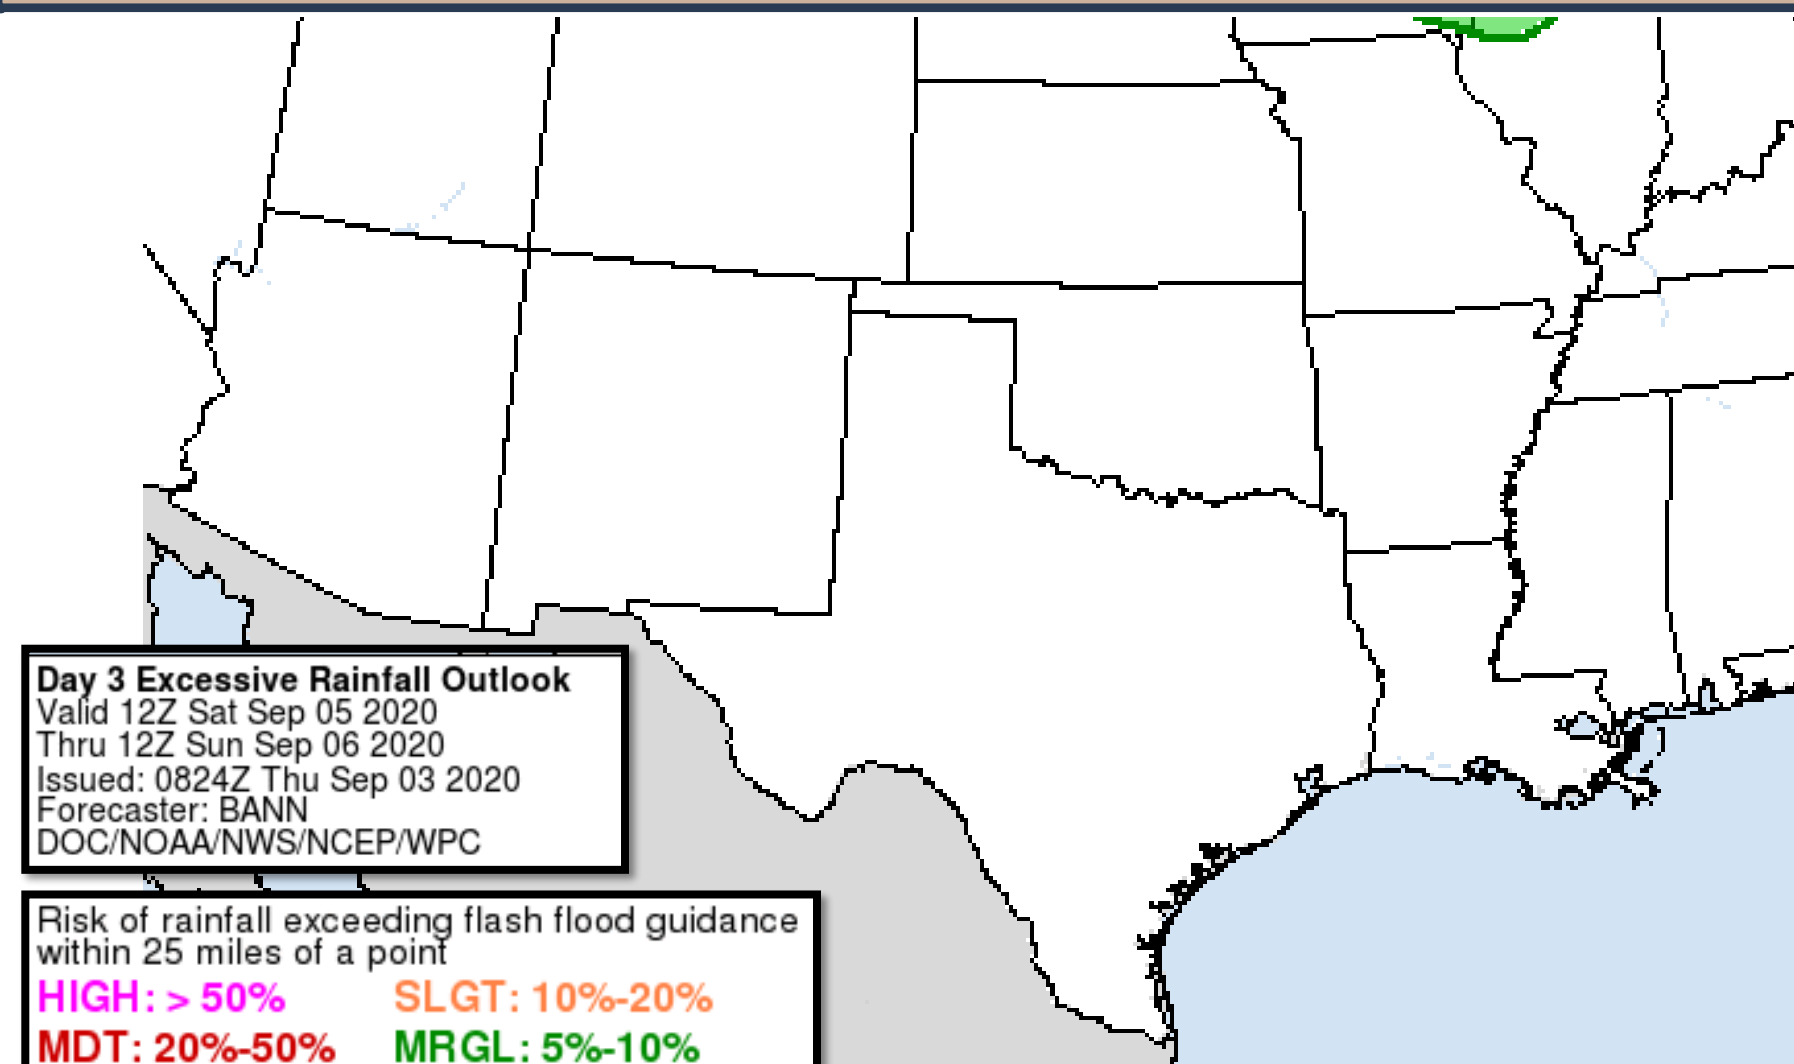 Day 3 Excessive Rainfall Outlook
Valid 12Z Sat Sep 05 2020
Thru 12Z Sun Sep 06 2020
Issued: 0824Z Thu Sep 03 2020
Forecaster: BANN
DOC/NOAA/NWS/NCEP/WPC
Risk of rainfall exceeding flash flood guidance
within 25 miles of a point
HIGH: > 50% SLGT: 10%-20%
MDT: 20%-50% MRGL: 5%-10%